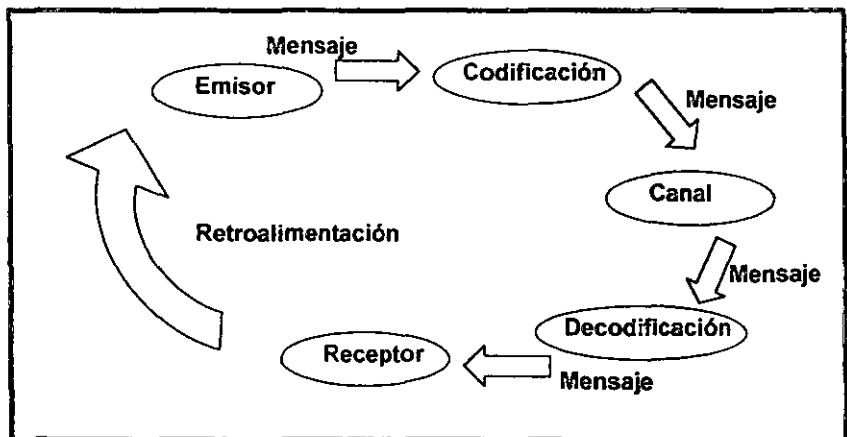 Mensaje
Emisor
Codificación
Mensaje
Canal
Retroalimentación
Mensaje
Decodificación
Receptor
Mensaje